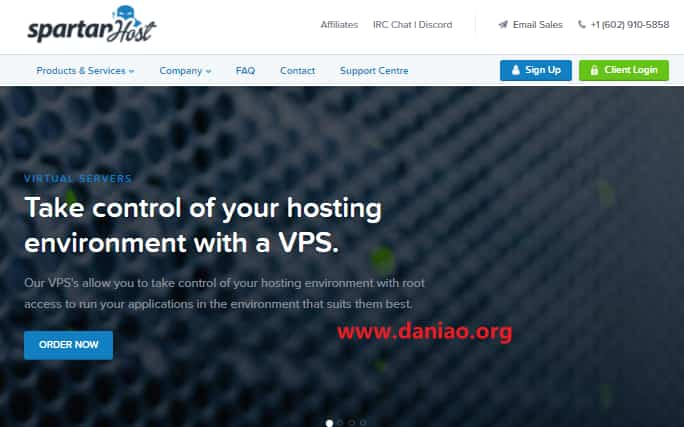 spartanHost
Affiliates IRC Chat | Discord Email Sales +1 (602) 910-5858
Products & Services Company FAQ Contact Support Centre Sign Up Client Login
VIRTUAL SERVERS
Take control of your hosting
environment with a VPS.
Our VPS's allow you to take control of your hosting environment with root
access to run your applications in the environment that suits them best.
www.daniao.org
ORDER NOW